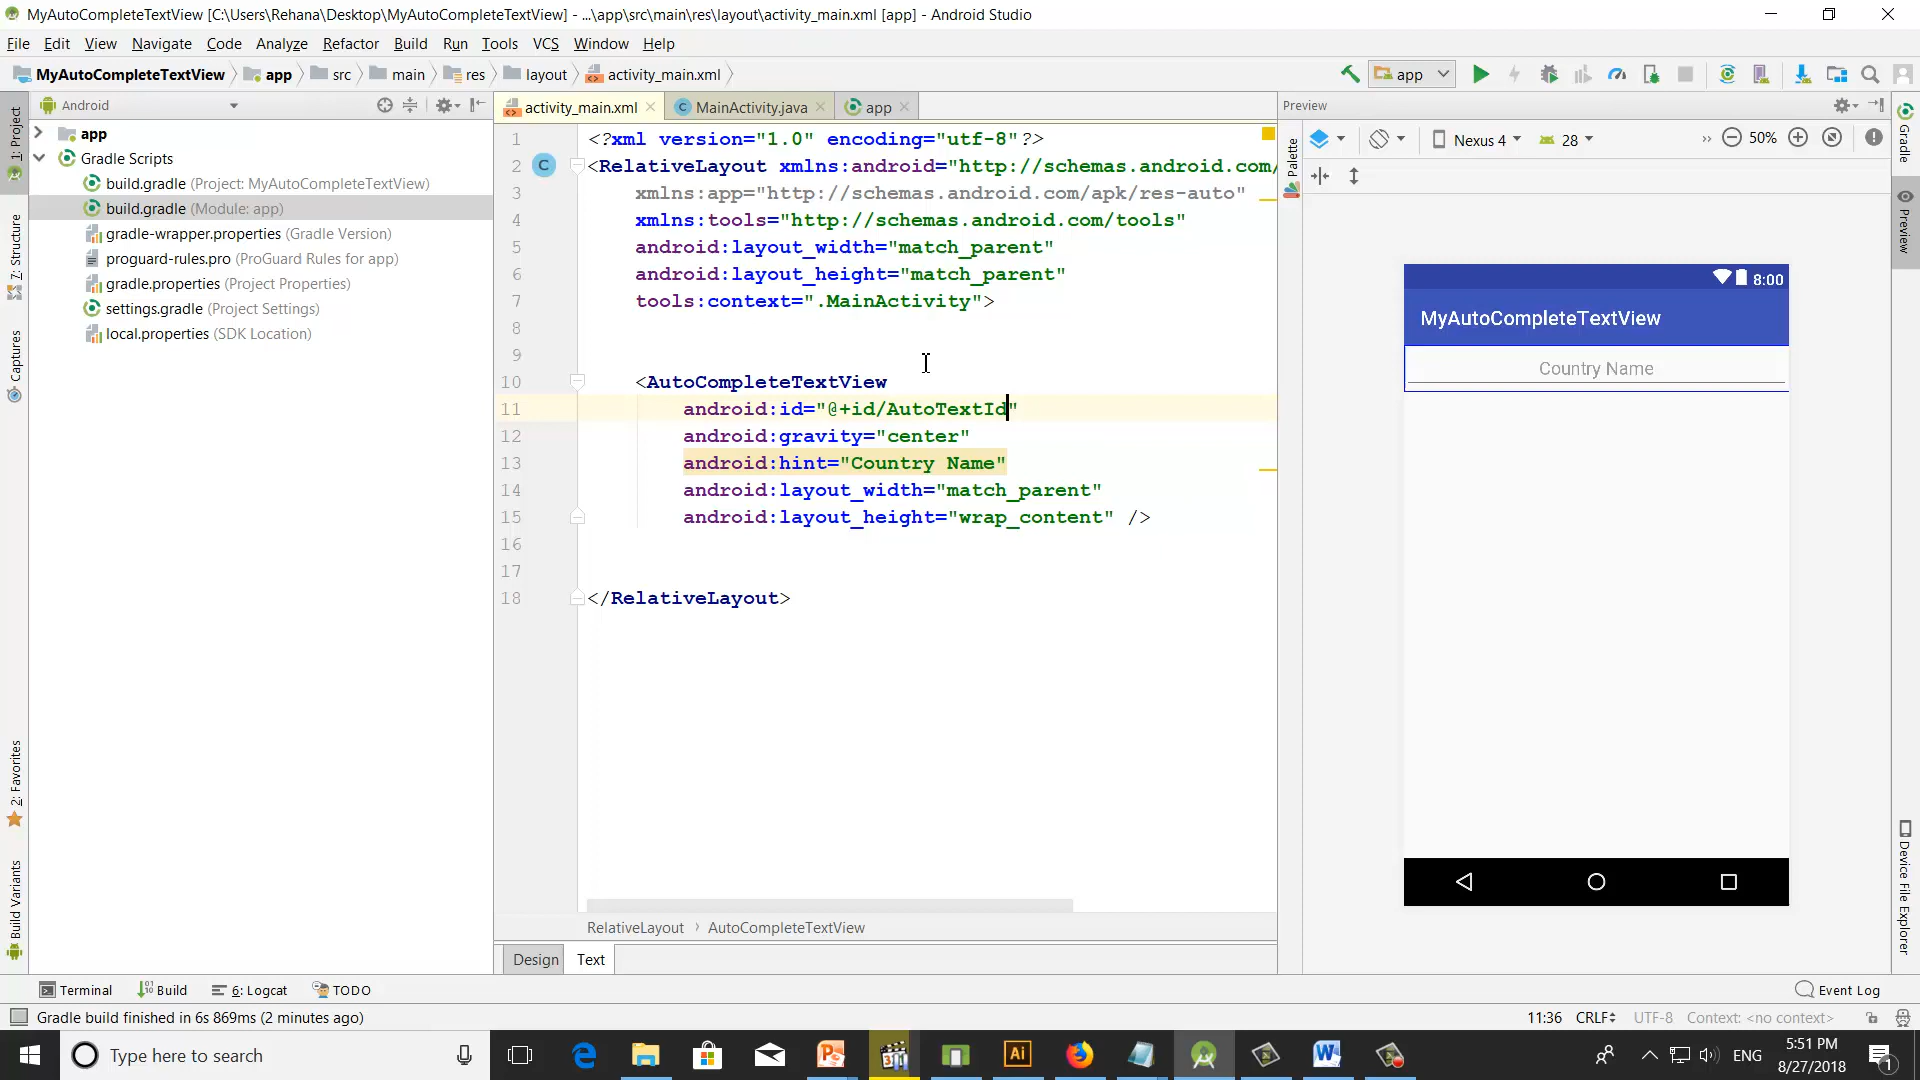 MyAutoCompleteTextView [C:\Users\Rehana\Desktop\MyAutoCompleteTextView] - ...\app\src\main\res\layout\activity_main.xml [app] - Android Studio
File Edit View Navigate Code Analyze Refactor Build Run Tools VCS Window Help
MyAutoCompleteTextView app src main res layout activity_main.xml app
1: Project
7: Structure
Captures
2: Favorites
Build Variants
Android
app
Gradle Scripts
build.gradle (Project: MyAutoCompleteTextView)
build.gradle (Module: app)
gradle-wrapper.properties (Gradle Version)
proguard-rules.pro (ProGuard Rules for app)
gradle.properties (Project Properties)
settings.gradle (Project Settings)
local.properties (SDK Location)
activity_main.xml MainActivity.java app
1 <?xml version="1.0" encoding="utf-8"?>
2 <RelativeLayout xmlns:android="http://schemas.android.com/
3 xmlns:app="http://schemas.android.com/apk/res-auto"
4 xmlns:tools="http://schemas.android.com/tools"
5 android:layout_width="match_parent"
6 android:layout_height="match_parent"
7 tools:context=".MainActivity">
8
9
10 <AutoCompleteTextView
11 android:id="@+id/AutoTextId"
12 android:gravity="center"
13 android:hint="Country Name"
14 android:layout_width="match_parent"
15 android:layout_height="wrap_content" />
16
17
18 </RelativeLayout>
RelativeLayout › AutoCompleteTextView
Design Text
Preview
Palette
Nexus 4 28 » 50%
8:00
MyAutoCompleteTextView
Country Name
Gradle
Preview
Device File Explorer
Terminal Build 6: Logcat TODO Event Log
Gradle build finished in 6s 869ms (2 minutes ago) 11:36 CRLF UTF-8 Context: <no context>
Type here to search
ENG
5:51 PM
8/27/2018
1